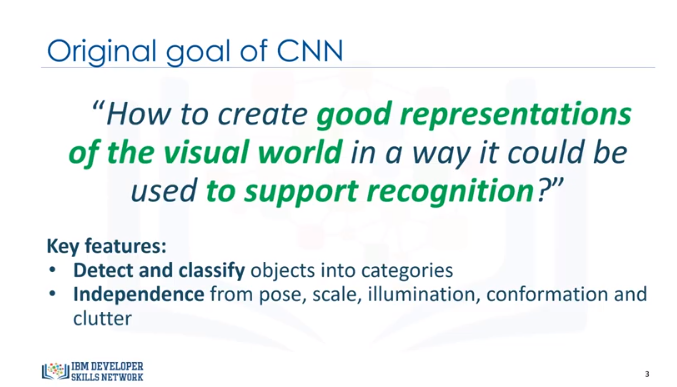 Original goal of CNN
“How to create good representations
of the visual world in a way it could be
used to support recognition?”
Key features:
• Detect and classify objects into categories
• Independence from pose, scale, illumination, conformation and
clutter
IBM DEVELOPER
SKILLS NETWORK
3